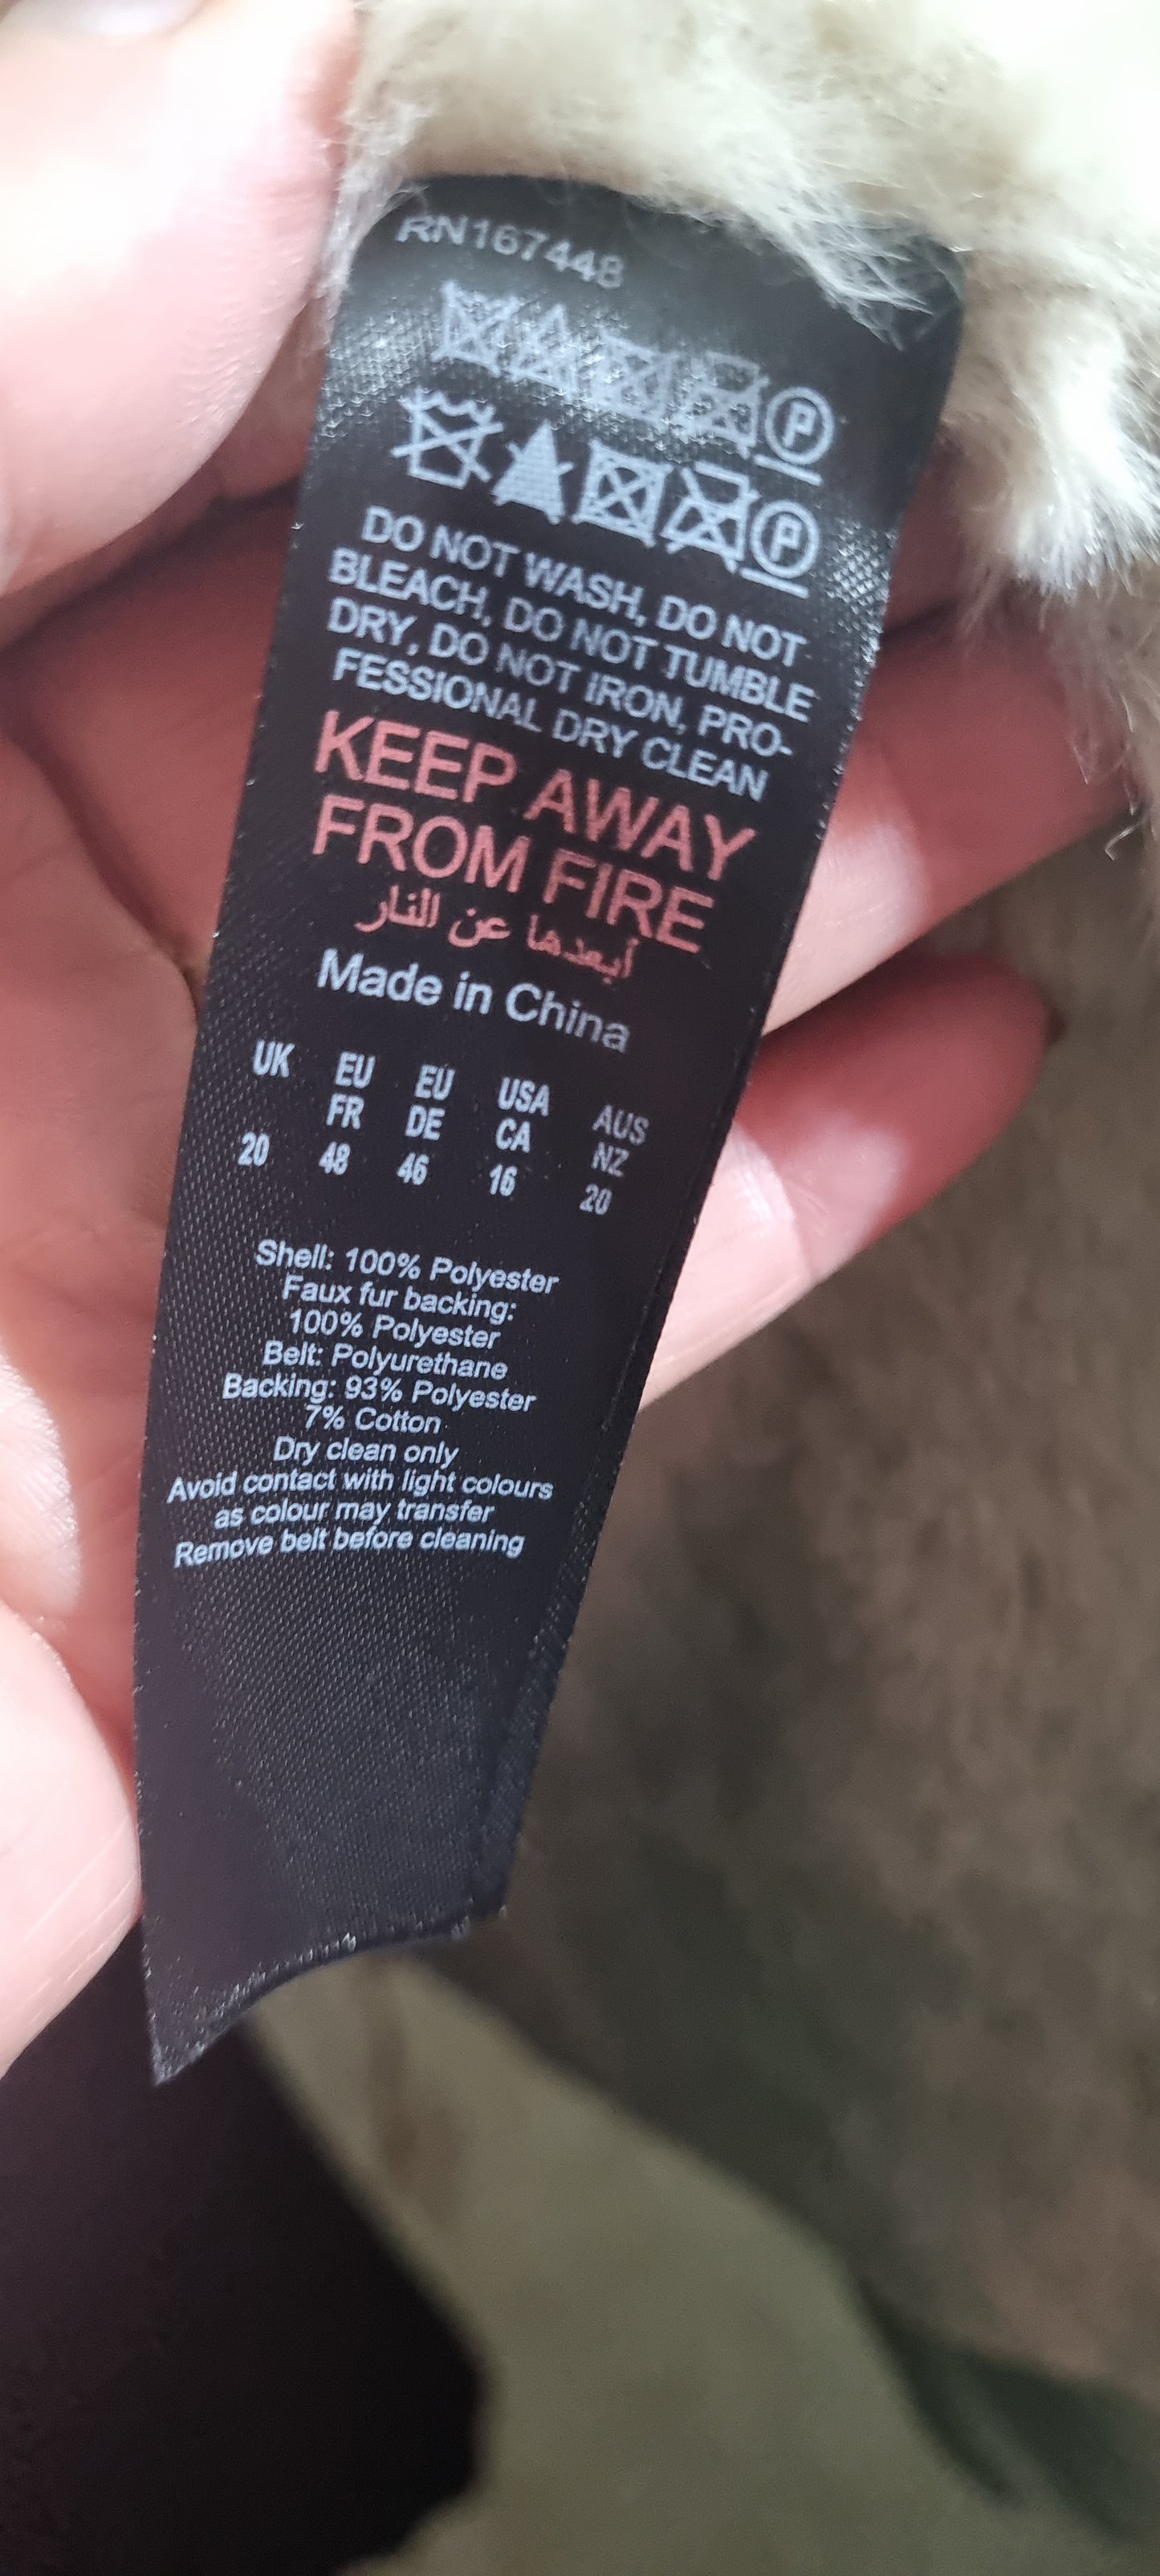 RN167448
DO NOT WASH, DO NOT
BLEACH, DO NOT TUMBLE
DRY, DO NOT IRON, PRO-
FESSIONAL DRY CLEAN
KEEP AWAY
FROM FIRE
أبعدها عن النار
Made in China
UK EU EU USA AUS
FR DE CA NZ
20 48 46 16 20
Shell: 100% Polyester
Faux fur backing:
100% Polyester
Belt: Polyurethane
Backing: 93% Polyester
7% Cotton
Dry clean only
Avoid contact with light colours
as colour may transfer
Remove belt before cleaning